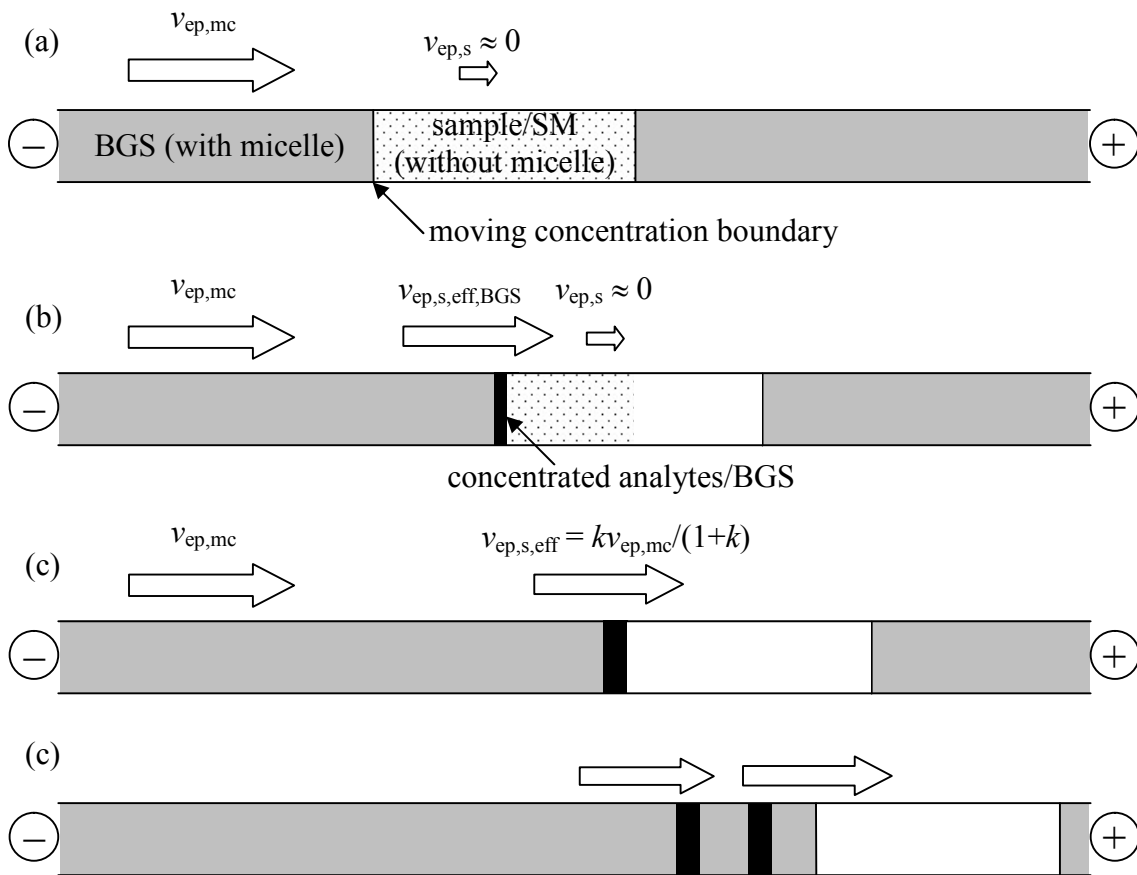 (a)
v_ep,mc
v_ep,s ≈ 0
− BGS (with micelle) sample/SM +
(without micelle)
moving concentration boundary
(b)
v_ep,mc v_ep,s,eff,BGS v_ep,s ≈ 0
− +
concentrated analytes/BGS
(c)
v_ep,mc v_ep,s,eff = kv_ep,mc/(1+k)
− +
(c)
− +